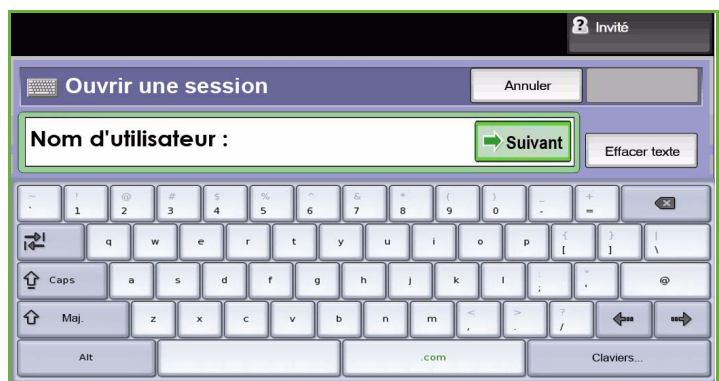 Invité
Ouvrir une session
Annuler
Nom d'utilisateur :
Suivant
Effacer texte
~ ! @ # $ % ^ & * ( ) _ +
` 1 2 3 4 5 6 7 8 9 0 - =
q w e r t y u i o p { [ } ] | \
Caps a s d f g h j k l : ; " ' @
Maj. z x c v b n m < , > . ? /
Alt .com Claviers...